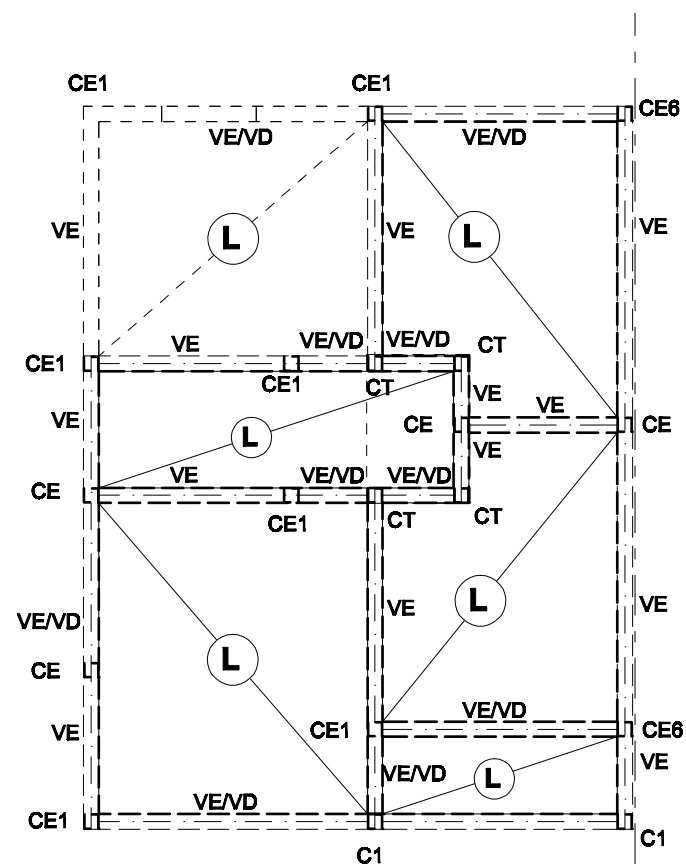 CE1 CE1
CE6
VE/VD VE/VD
VE L VE L VE
VE VE/VD VE/VD CT
CE1 CE1 CT
VE VE VE
L CE CE
VE
CE VE VE/VD VE/VD
CE1 CT CT
VE/VD VE L VE
CE L
VE/VD
VE CE1 CE6
VE/VD L VE
VE/VD
CE1
C1 C1